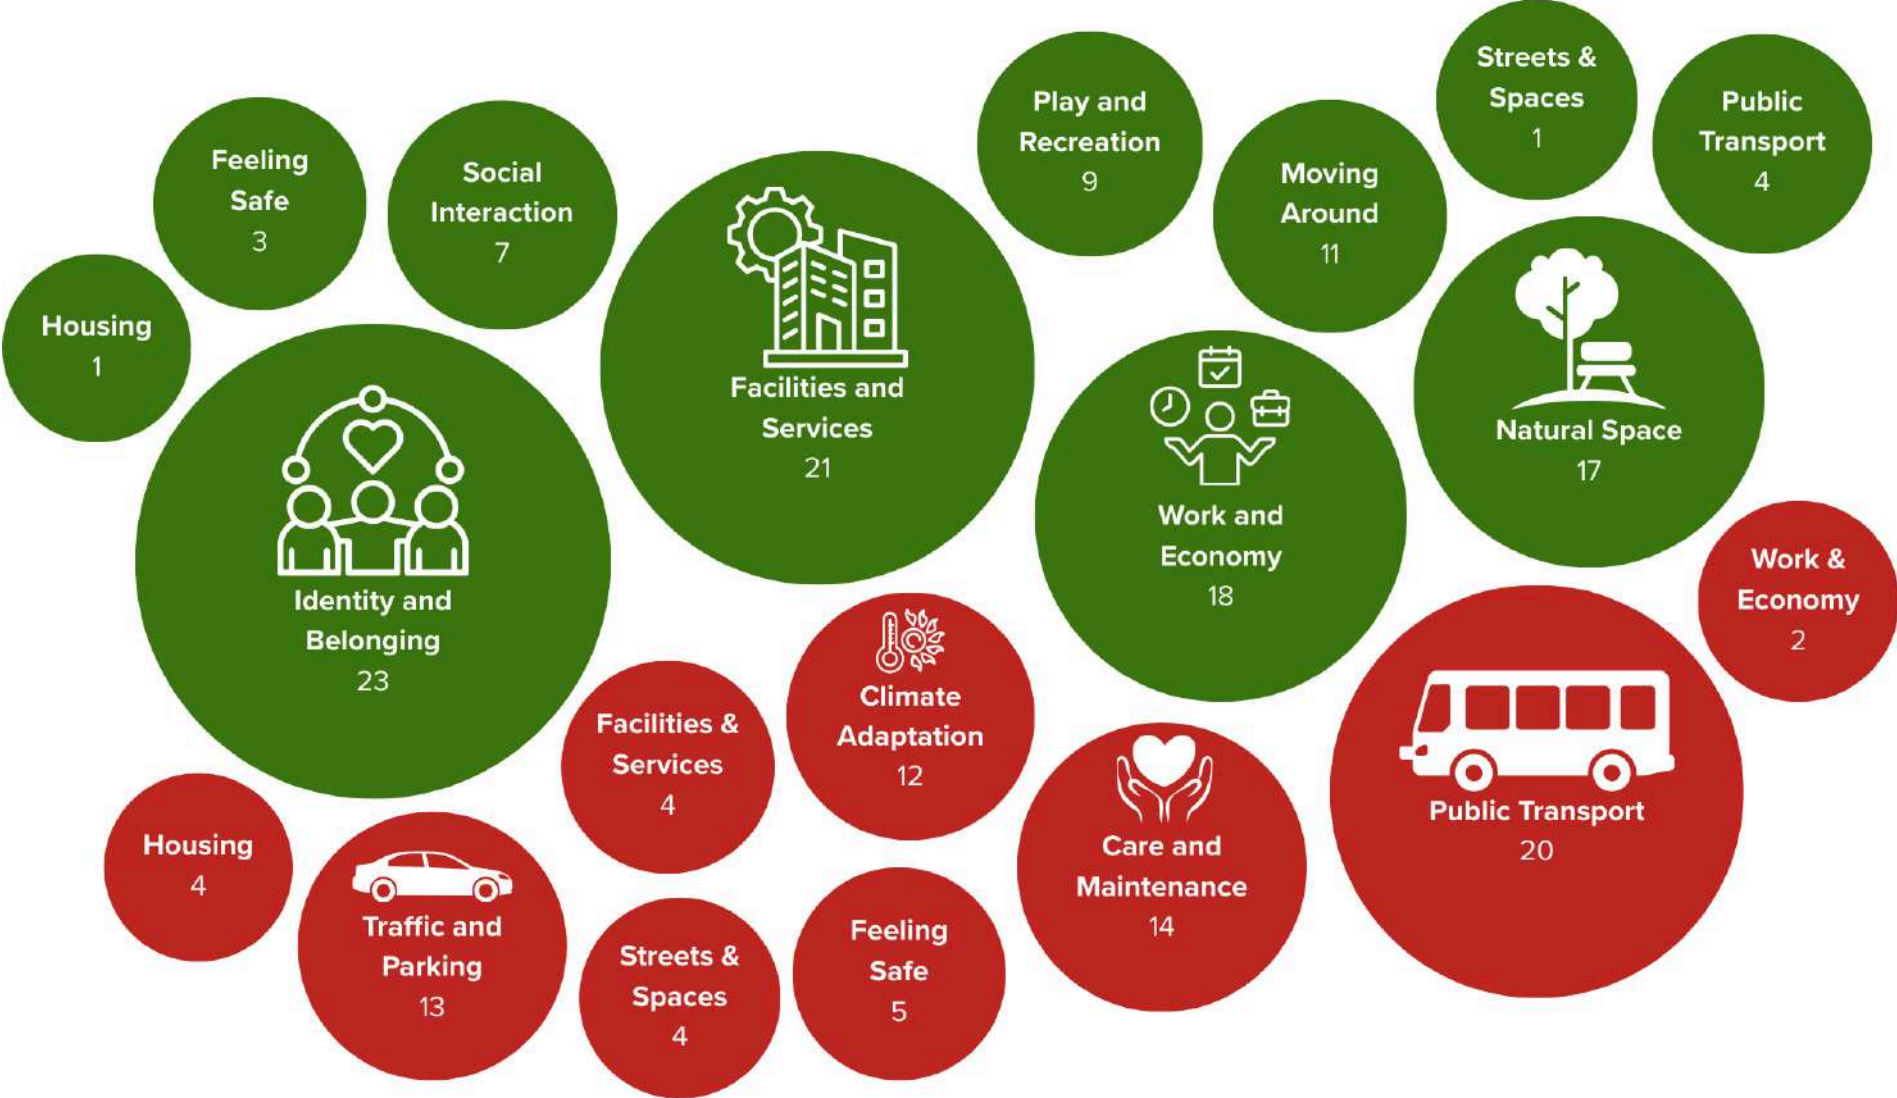 Streets &
Spaces
1
Public
Transport
4
Play and
Recreation
9
Feeling
Safe
3
Social
Interaction
7
Moving
Around
11
Housing
1
Facilities and
Services
21
Natural Space
17
Work and
Economy
18
Identity and
Belonging
23
Work &
Economy
2
Climate
Adaptation
12
Facilities &
Services
4
Public Transport
20
Care and
Maintenance
14
Housing
4
Traffic and
Parking
13
Streets &
Spaces
4
Feeling
Safe
5